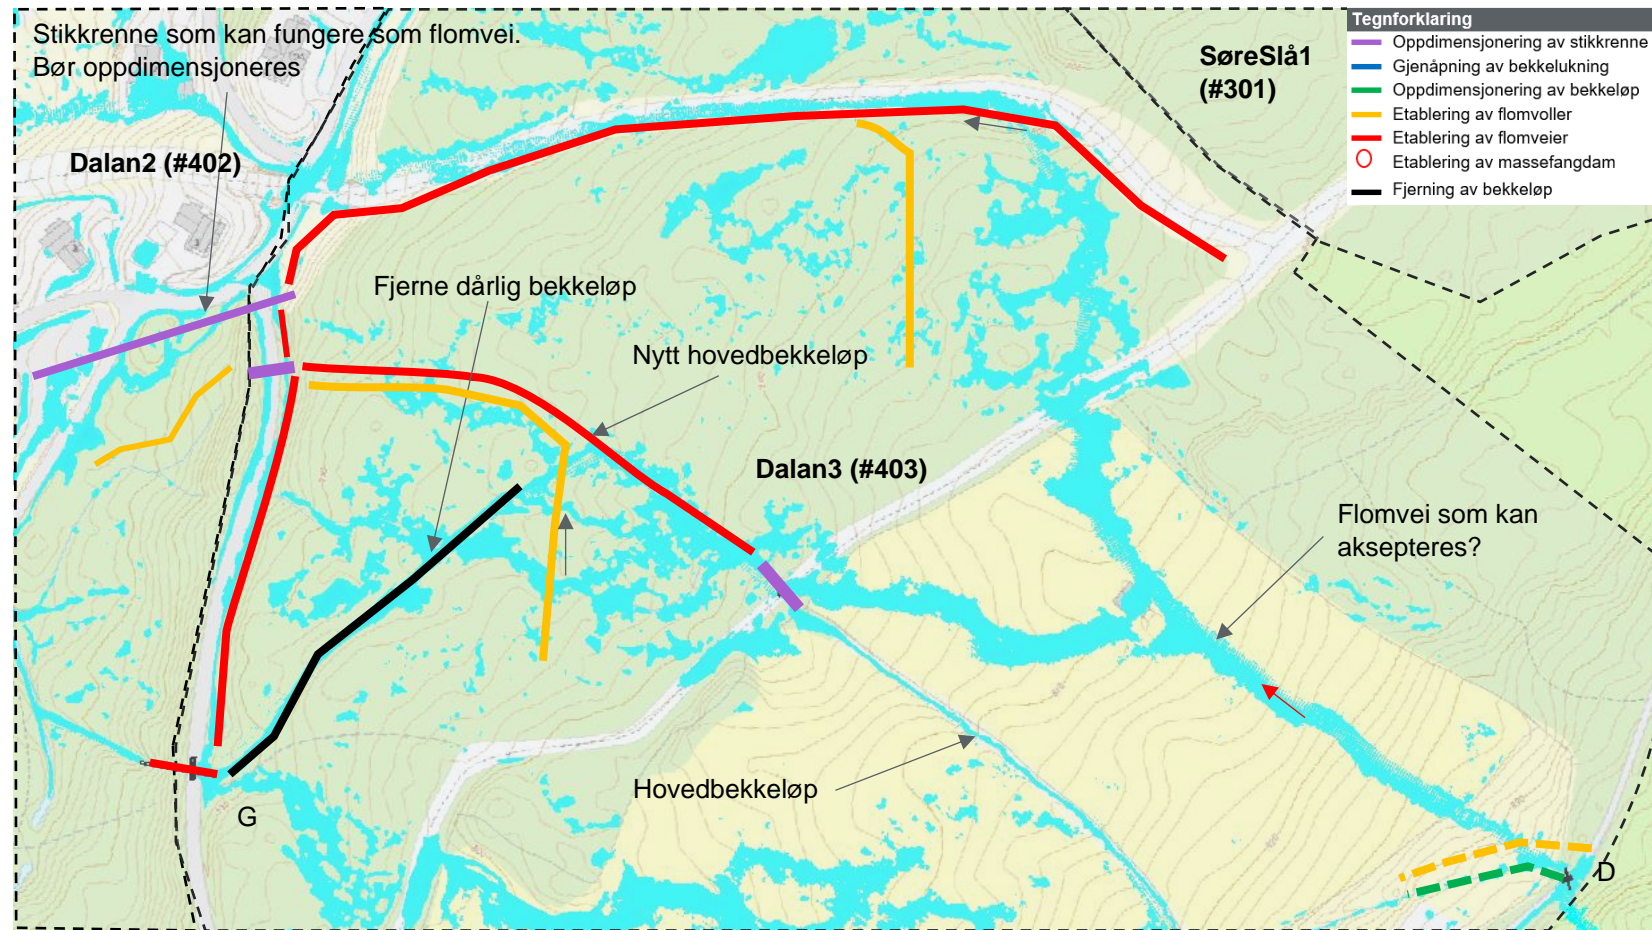 Stikkrenne som kan fungere som flomvei.
Bør oppdimensjoneres
Dalan2 (#402)
SøreSlå1
(#301)
Tegnforklaring
Oppdimensjonering av stikkrenne
Gjenåpning av bekkelukning
Oppdimensjonering av bekkeløp
Etablering av flomvoller
Etablering av flomveier
Etablering av massefangdam
Fjerning av bekkeløp
Fjerne dårlig bekkeløp
Nytt hovedbekkeløp
Dalan3 (#403)
Flomvei som kan
aksepteres?
Hovedbekkeløp
G
D